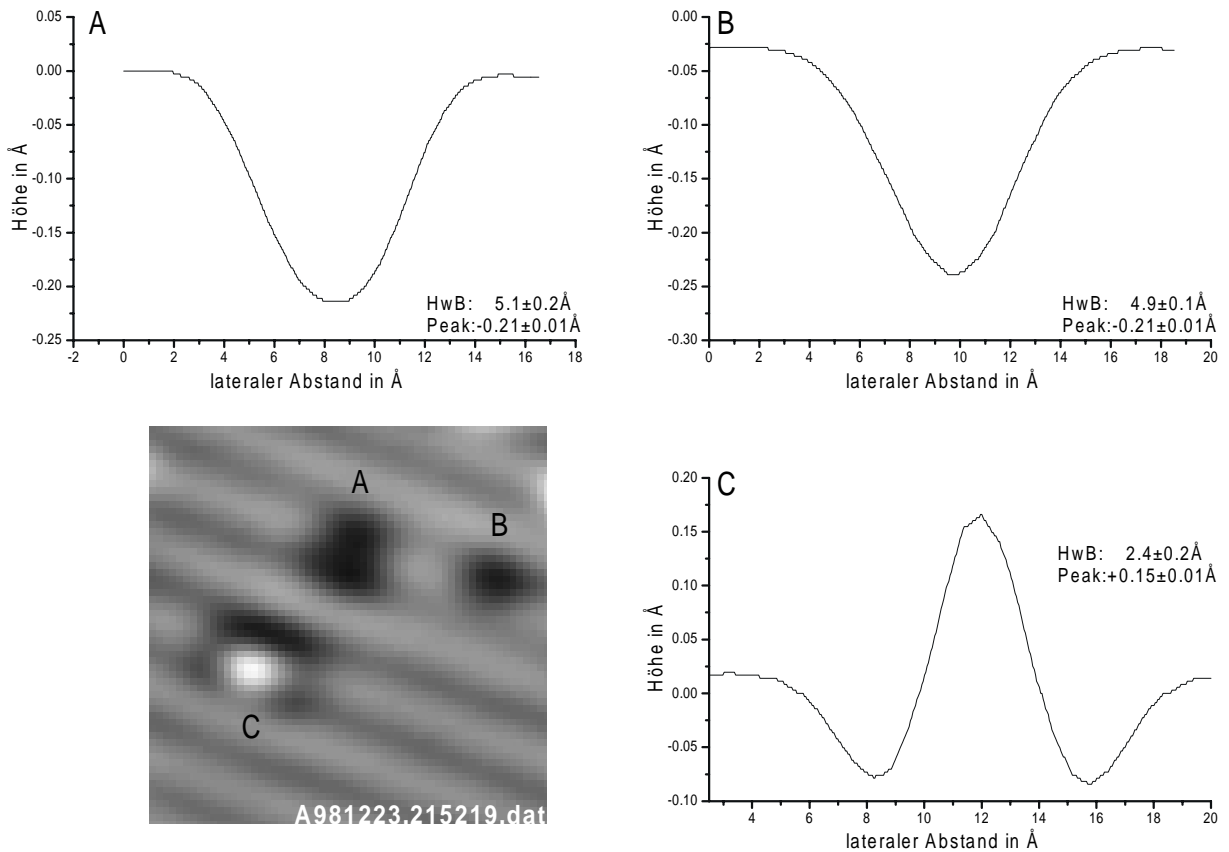 A
0.05
0.00
-0.05
-0.10
-0.15
-0.20
-0.25
Höhe in Å
-2 0 2 4 6 8 10 12 14 16 18
lateraler Abstand in Å
HwB: 5.1±0.2Å
Peak:-0.21±0.01Å
B
0.00
-0.05
-0.10
-0.15
-0.20
-0.25
-0.30
Höhe in Å
0 2 4 6 8 10 12 14 16 18 20
lateraler Abstand in Å
HwB: 4.9±0.1Å
Peak:-0.21±0.01Å
A
B
C
A981223.215219.dat
C
0.20
0.15
0.10
0.05
0.00
-0.05
-0.10
Höhe in Å
4 6 8 10 12 14 16 18 20
lateraler Abstand in Å
HwB: 2.4±0.2Å
Peak:+0.15±0.01Å